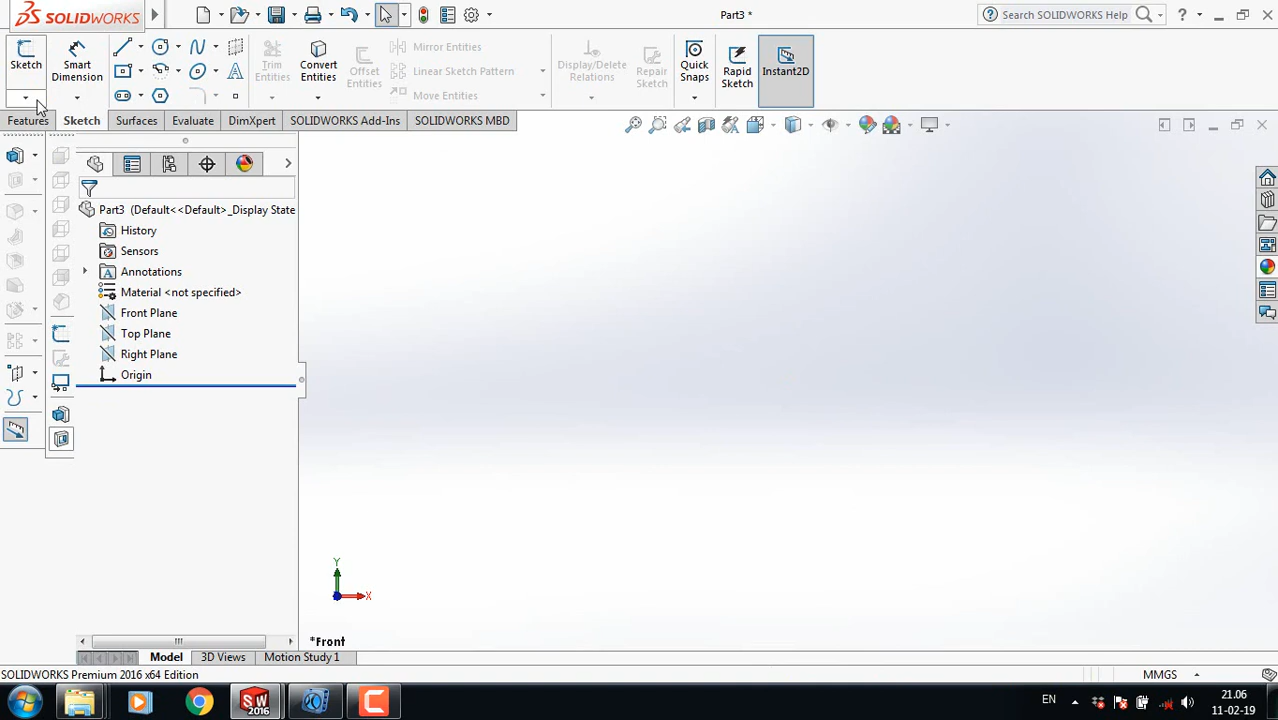 SOLIDWORKS
Part3 *
Search SOLIDWORKS Help
?
Sketch
Smart Dimension
Trim Entities
Convert Entities
Offset Entities
Mirror Entities
Linear Sketch Pattern
Move Entities
Display/Delete Relations
Repair Sketch
Quick Snaps
Rapid Sketch
Instant2D
Features
Sketch
Surfaces
Evaluate
DimXpert
SOLIDWORKS Add-Ins
SOLIDWORKS MBD
Part3 (Default<<Default>_Display State
History
Sensors
Annotations
Material <not specified>
Front Plane
Top Plane
Right Plane
Origin
Y
X
*Front
Model
3D Views
Motion Study 1
SOLIDWORKS Premium 2016 x64 Edition
MMGS
SW
2016
EN
21.06
11-02-19